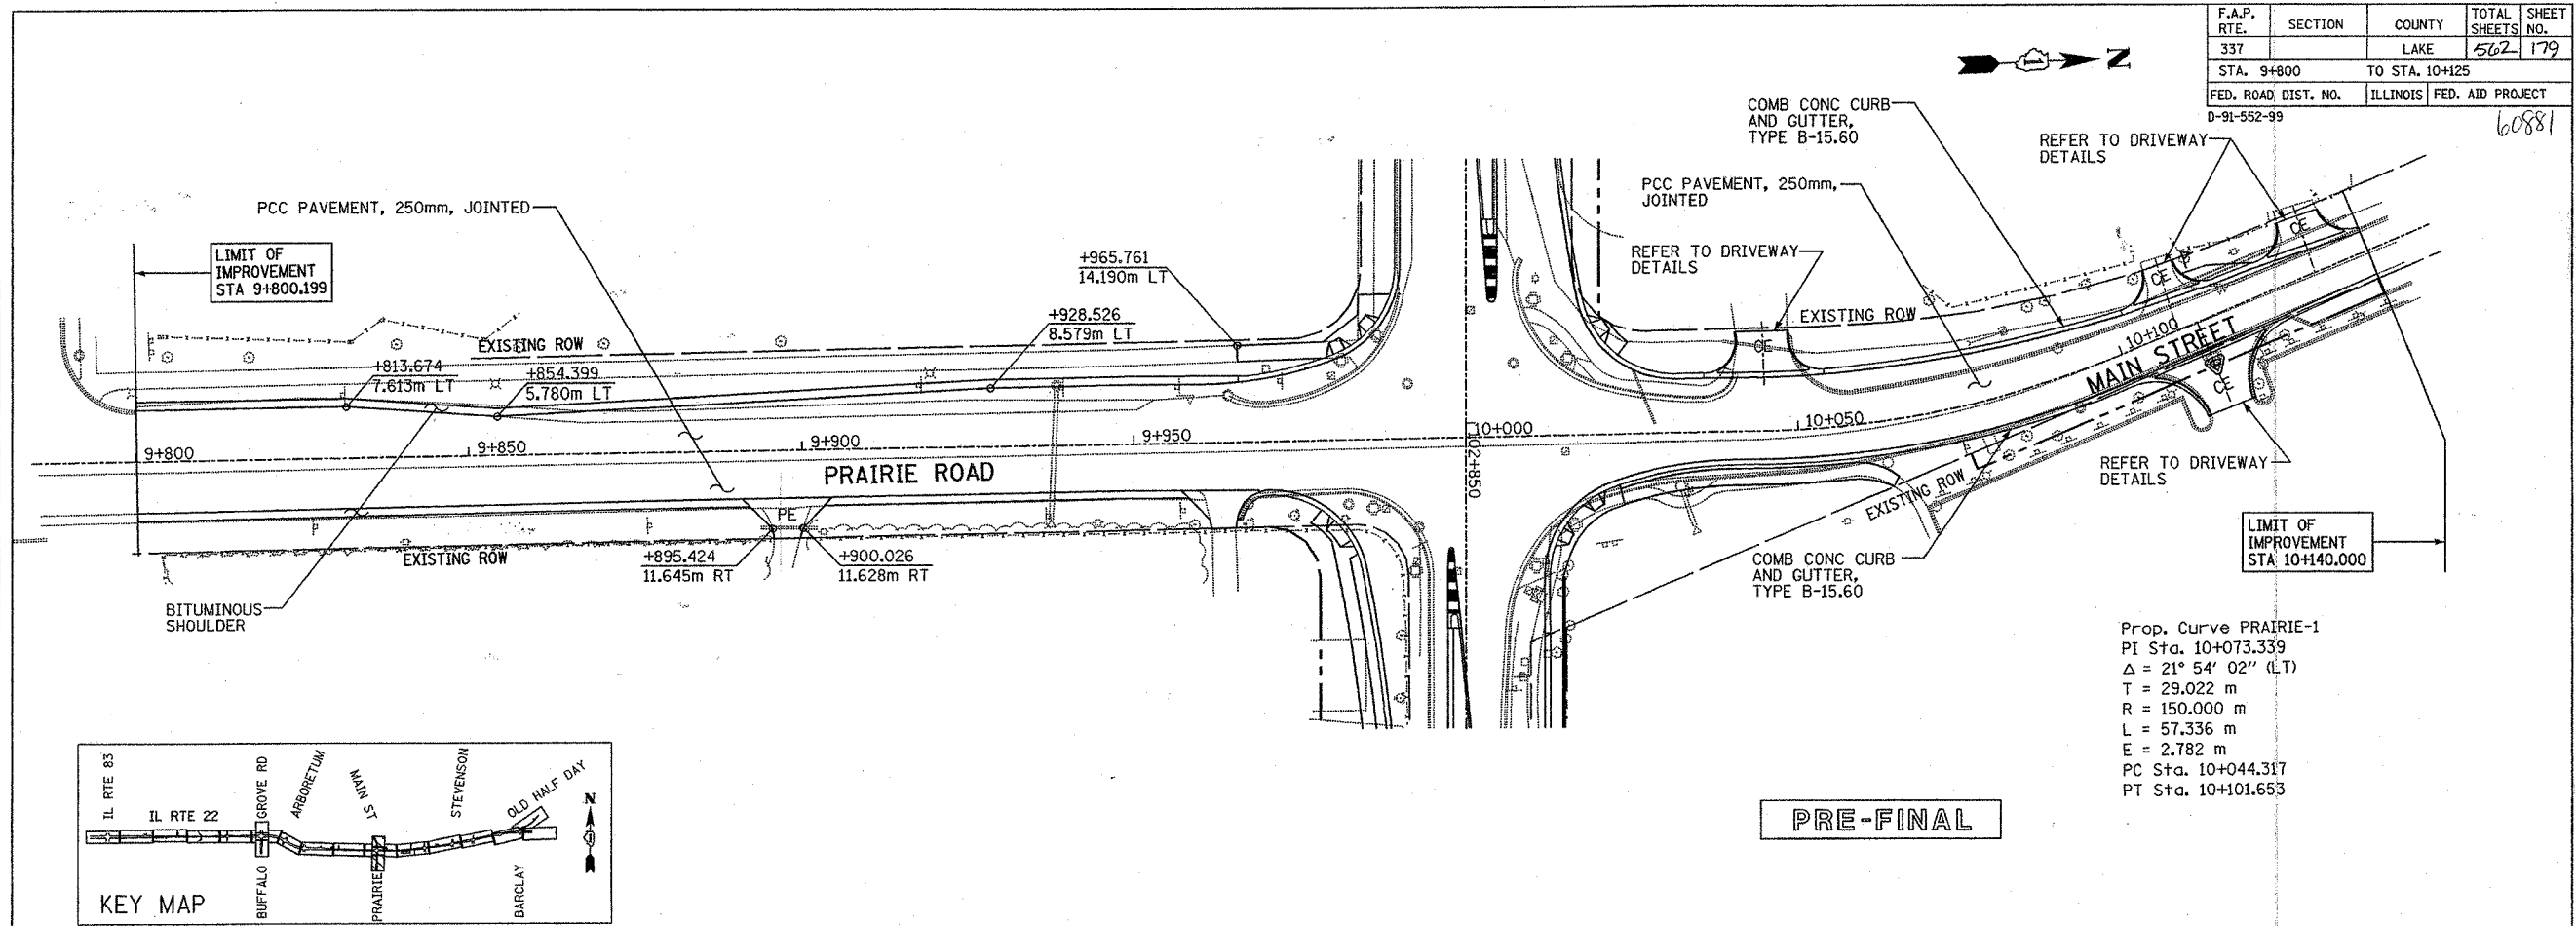 F.A.P. RTE. SECTION COUNTY TOTAL SHEETS SHEET NO.
337 LAKE 562 179
STA. 9+800 TO STA. 10+125
FED. ROAD DIST. NO. ILLINOIS FED. AID PROJECT
D-91-552-99
60881
N
COMB CONC CURB
AND GUTTER,
TYPE B-15.60
REFER TO DRIVEWAY
DETAILS
PCC PAVEMENT, 250mm,
JOINTED
REFER TO DRIVEWAY
DETAILS
PCC PAVEMENT, 250mm, JOINTED
LIMIT OF
IMPROVEMENT
STA 9+800.199
+965.761
14.190m LT
+928.526
8.579m LT
EXISTING ROW
+813.674
7.613m LT
+854.399
5.780m LT
EXISTING ROW
CE
CE
CE
CE
10+100
MAIN STREET
9+800
9+850
9+900
9+950
10+000
10+050
102+850
PRAIRIE ROAD
PE
EXISTING ROW
+895.424
11.645m RT
+900.026
11.628m RT
BITUMINOUS
SHOULDER
EXISTING ROW
REFER TO DRIVEWAY
DETAILS
COMB CONC CURB
AND GUTTER,
TYPE B-15.60
LIMIT OF
IMPROVEMENT
STA 10+140.000
Prop. Curve PRAIRIE-1
PI Sta. 10+073.339
Δ = 21° 54' 02" (LT)
T = 29.022 m
R = 150.000 m
L = 57.336 m
E = 2.782 m
PC Sta. 10+044.317
PT Sta. 10+101.653
PRE-FINAL
IL RTE 83
IL RTE 22
GROVE RD
BUFFALO
ARBORETUM
MAIN ST
PRAIRIE
STEVENSON
OLD HALF DAY
BARCLAY
N
KEY MAP